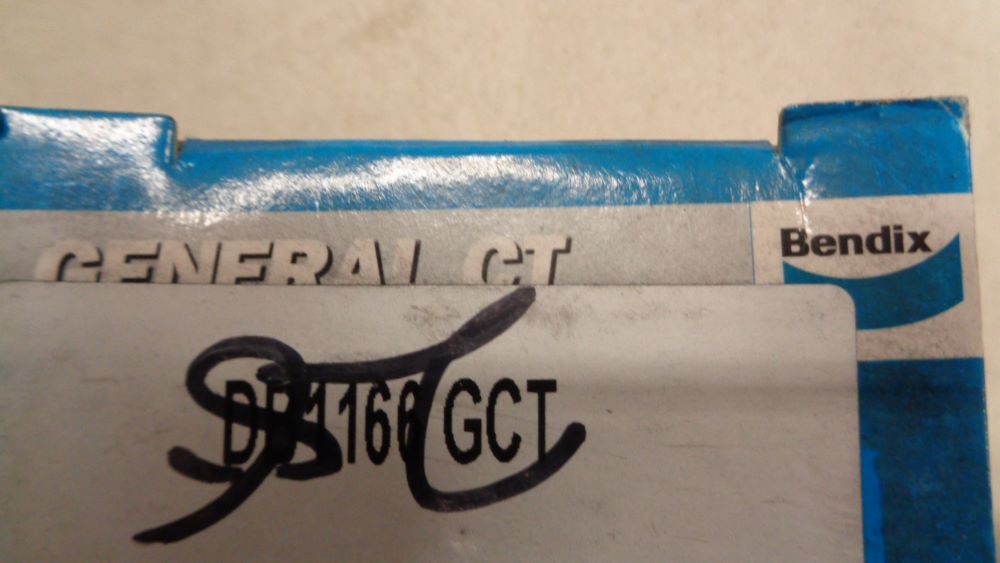 GENERAL CT
Bendix
DB1166 GCT